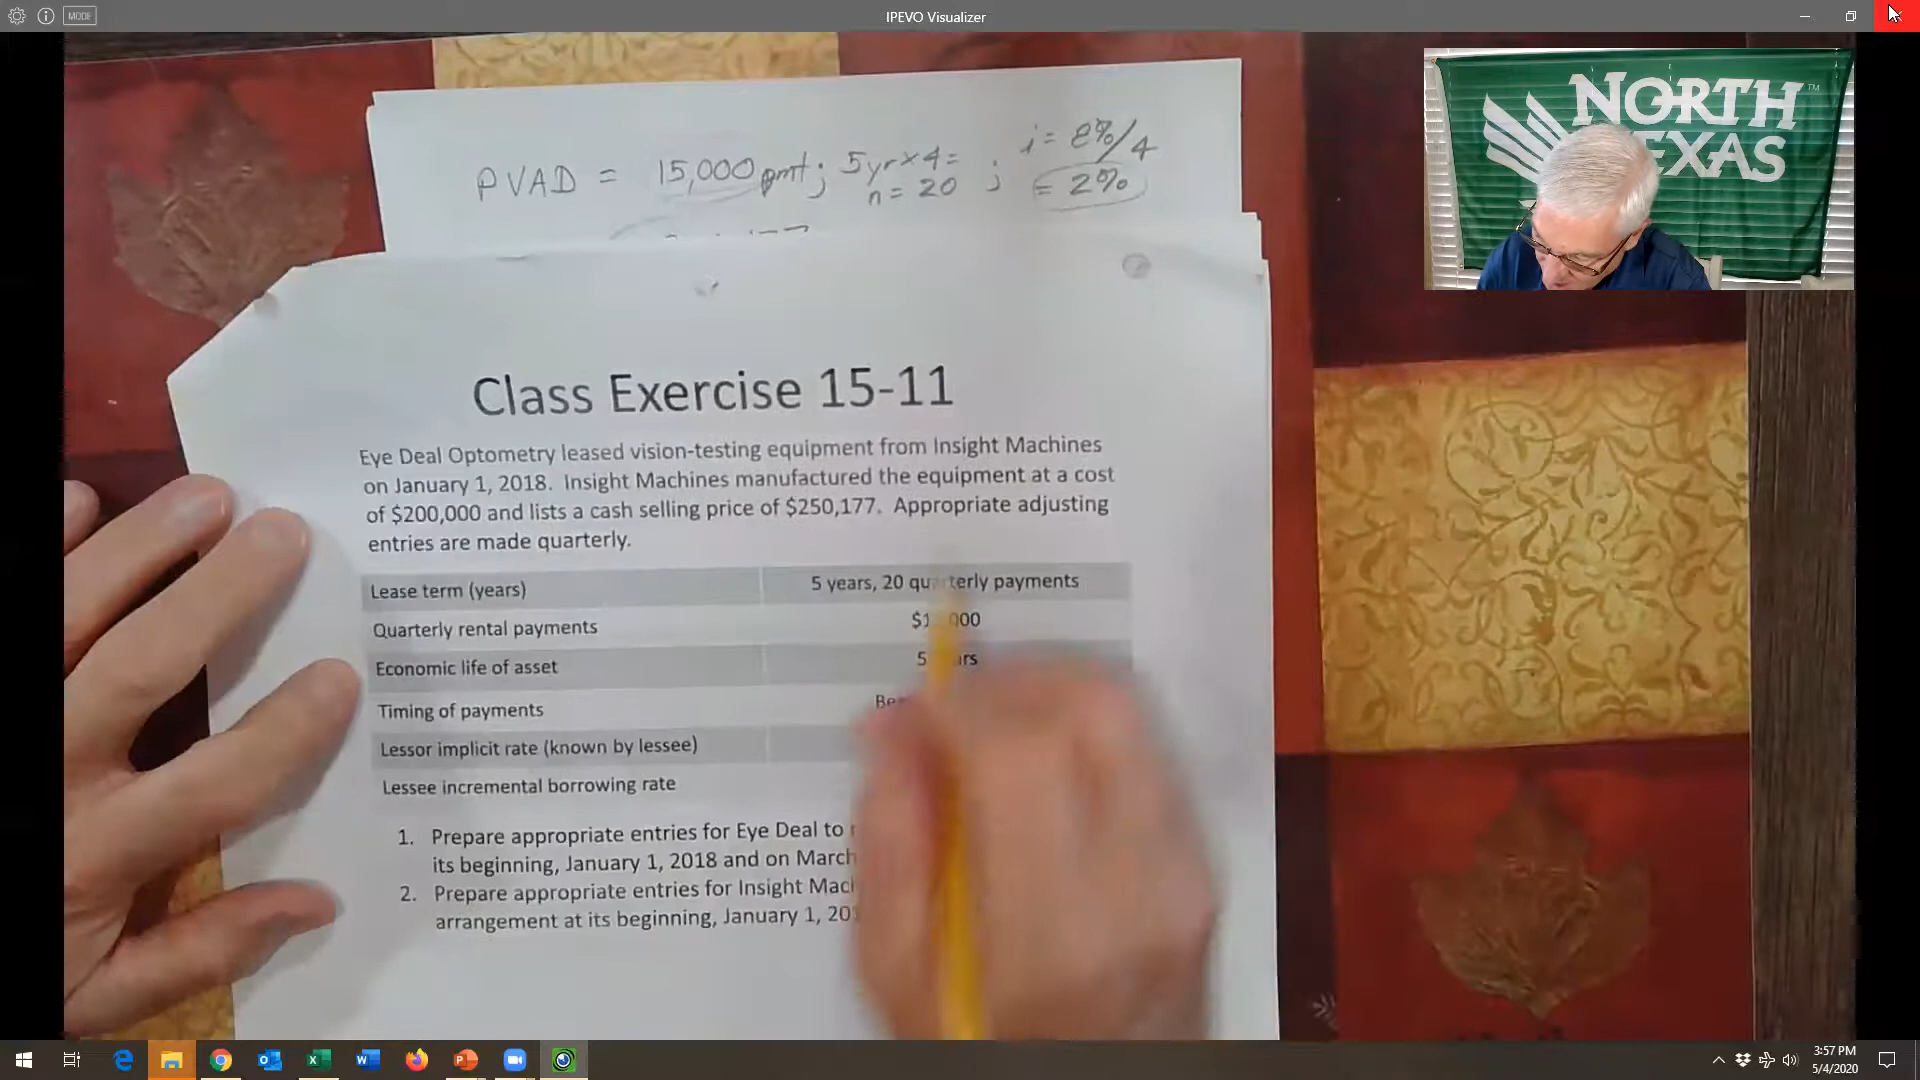 MODE
IPEVO Visualizer
NORTH
TEXAS
TM
PVAD = 15,000 pmt; 5yr×4= ; i = 8%/4
n = 20
= 2%
Class Exercise 15-11
Eye Deal Optometry leased vision-testing equipment from Insight Machines
on January 1, 2018. Insight Machines manufactured the equipment at a cost
of $200,000 and lists a cash selling price of $250,177. Appropriate adjusting
entries are made quarterly.
Lease term (years) 5 years, 20 quarterly payments
Quarterly rental payments
Economic life of asset
Timing of payments
Lessor implicit rate (known by lessee)
Lessee incremental borrowing rate
1. Prepare appropriate entries for Eye Deal to
its beginning, January 1, 2018 and on March
2. Prepare appropriate entries for Insight
arrangement at its beginning, January 1,
3:57 PM
5/4/2020